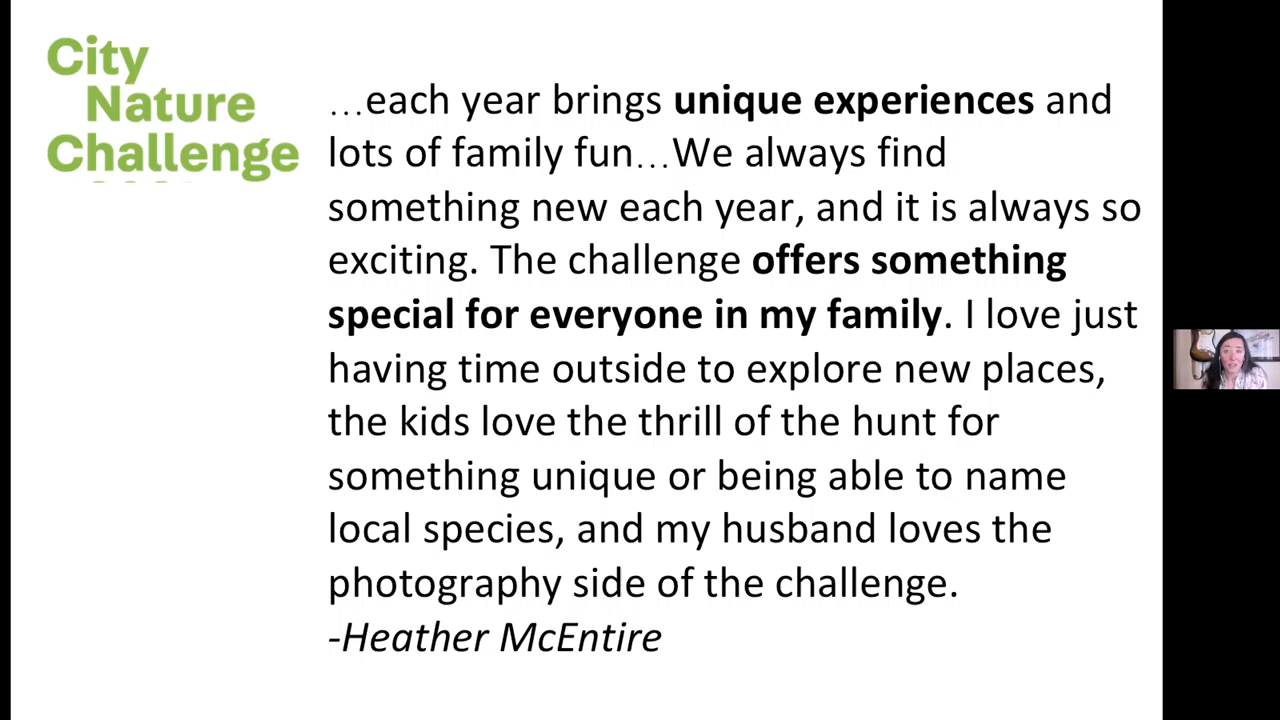 City
Nature
Challenge
…each year brings unique experiences and
lots of family fun…We always find
something new each year, and it is always so
exciting. The challenge offers something
special for everyone in my family. I love just
having time outside to explore new places,
the kids love the thrill of the hunt for
something unique or being able to name
local species, and my husband loves the
photography side of the challenge.
-Heather McEntire